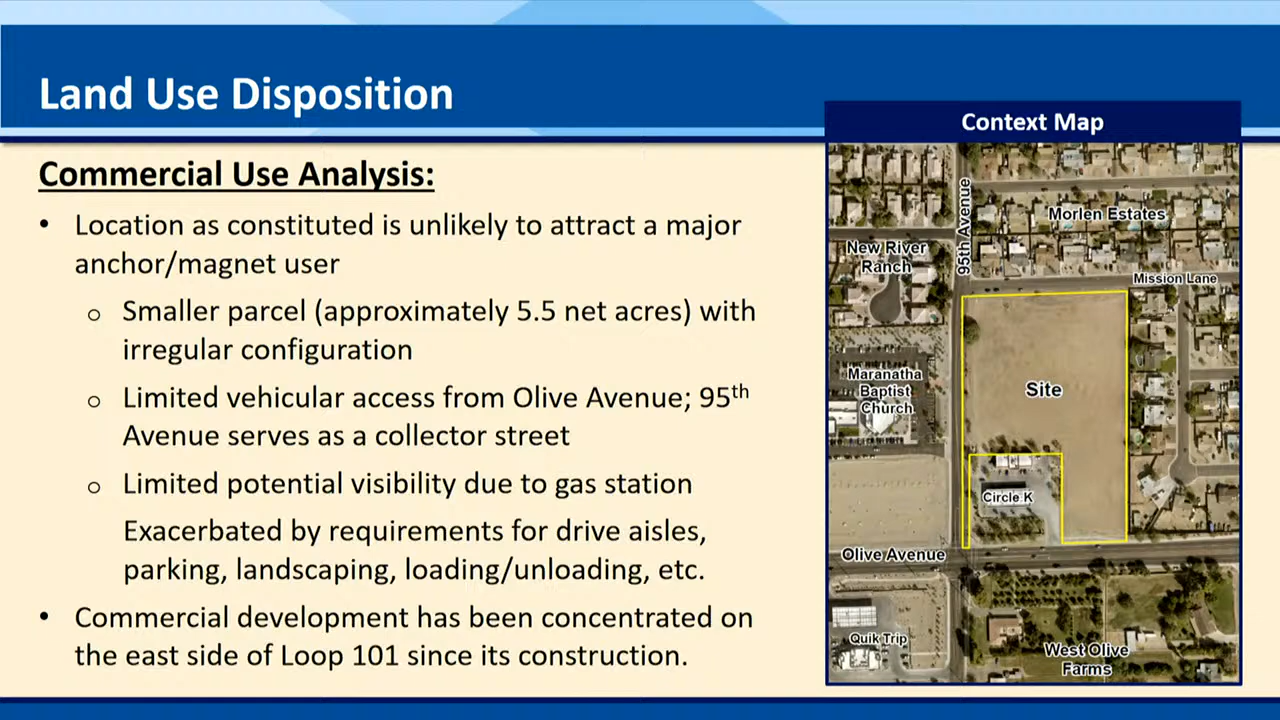 Land Use Disposition
Commercial Use Analysis:
• Location as constituted is unlikely to attract a major
anchor/magnet user
o Smaller parcel (approximately 5.5 net acres) with
irregular configuration
o Limited vehicular access from Olive Avenue; 95th
Avenue serves as a collector street
o Limited potential visibility due to gas station
Exacerbated by requirements for drive aisles,
parking, landscaping, loading/unloading, etc.
• Commercial development has been concentrated on
the east side of Loop 101 since its construction.
Context Map
95th Avenue
Morlen Estates
New River
Ranch
Mission Lane
Maranatha
Baptist
Church
Site
Circle K
Olive Avenue
Quik Trip
West Olive
Farms